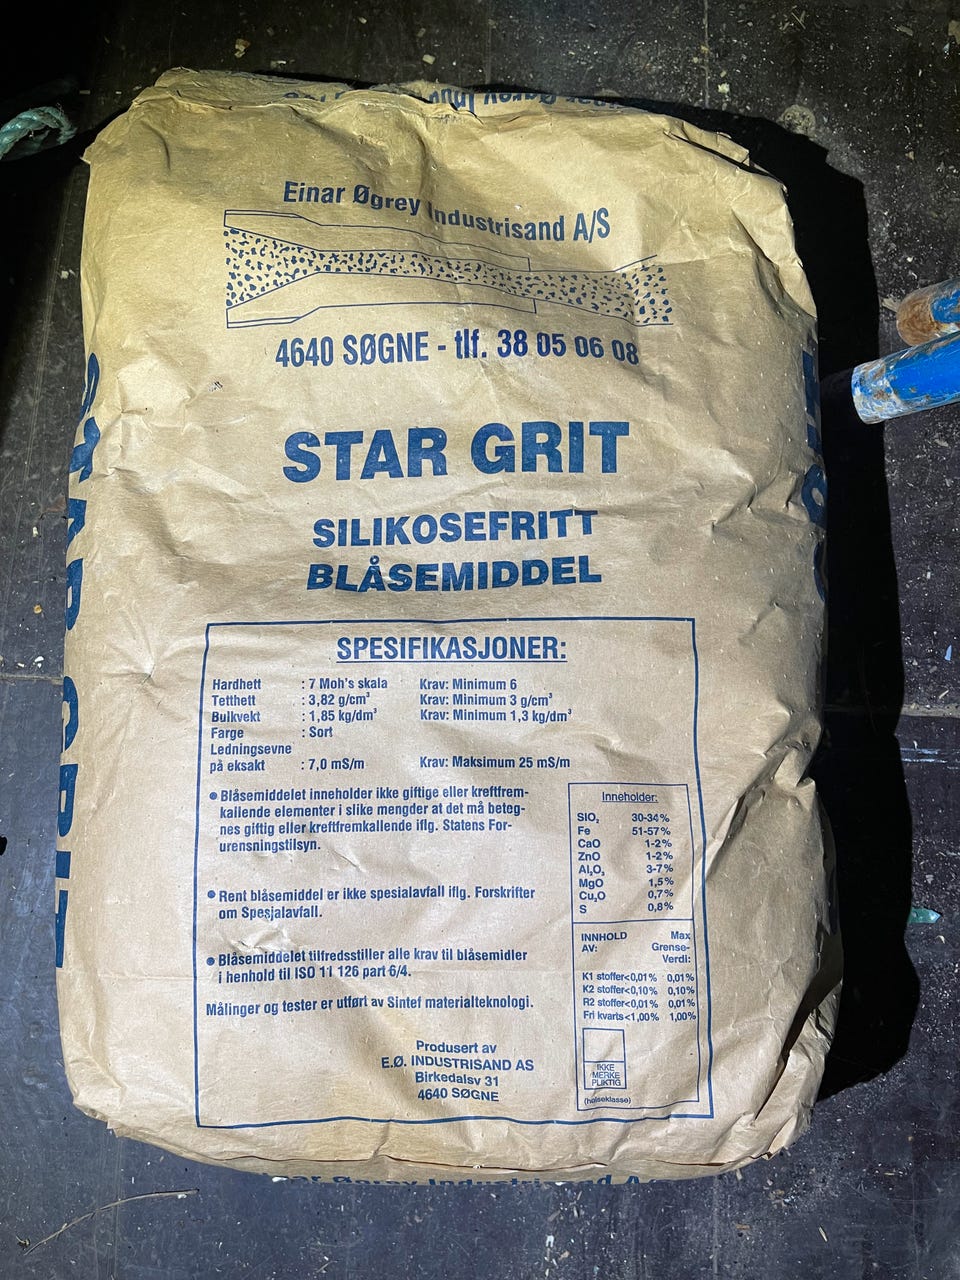 Einar Øgrey Industrisand A/S
4640 SØGNE - tlf. 38 05 06 08
STAR GRIT
STAR GRIT
SILIKOSEFRITT
BLÅSEMIDDEL
SPESIFIKASJONER:
Hardhett : 7 Moh's skala Krav: Minimum 6
Tetthett : 3,82 g/cm³ Krav: Minimum 3 g/cm³
Bulkvekt : 1,85 kg/dm³ Krav: Minimum 1,3 kg/dm³
Farge : Sort
Ledningsevne
på eksakt : 7,0 mS/m Krav: Maksimum 25 mS/m
• Blåsemiddelet inneholder ikke giftige eller kreftfrem-
kallende elementer i slike mengder at det må beteg-
nes giftig eller kreftfremkallende iflg. Statens For-
urensningstilsyn.
• Rent blåsemiddel er ikke spesialavfall iflg. Forskrifter
om Spesjalavfall.
• Blåsemiddelet tilfredsstiller alle krav til blåsemidler
i henhold til ISO 11 126 part 6/4.
Målinger og tester er utført av Sintef materialteknologi.
Produsert av
E.Ø. INDUSTRISAND AS
Birkedalsv 31
4640 SØGNE
Inneholder:
SIO₂ 30-34%
Fe 51-57%
CaO 1-2%
ZnO 1-2%
Al₂O₃ 3-7%
MgO 1,5%
Cu₂O 0,7%
S 0,8%
INNHOLD Max
AV: Grense-
Verdi:
K1 stoffer<0,01% 0,01%
K2 stoffer<0,10% 0,10%
R2 stoffer<0,01% 0,01%
Fri kvarts<1,00% 1,00%
IKKE
MERKE
PLIKTIG
(helseklasse)
Einar Øgrey Industrisand A/S